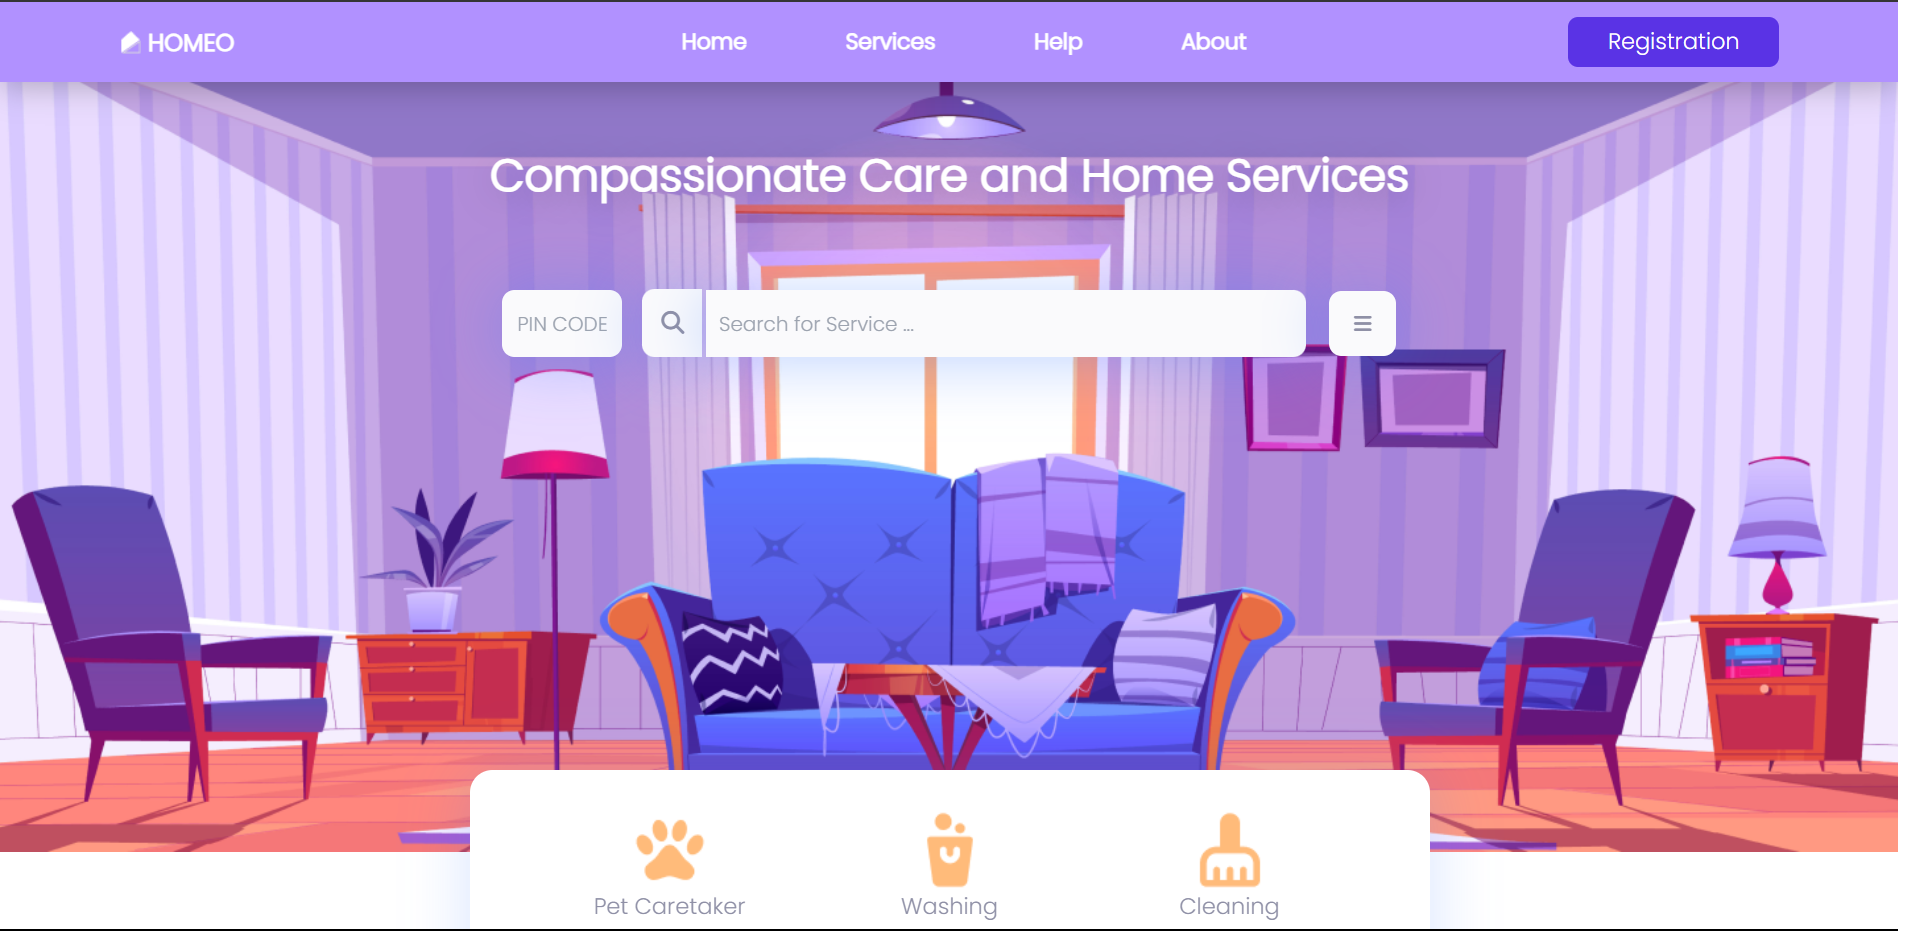 HOMEO
Home
Services
Help
About
Registration
Compassionate Care and Home Services
PIN CODE
Search for Service ...
Pet Caretaker
Washing
Cleaning